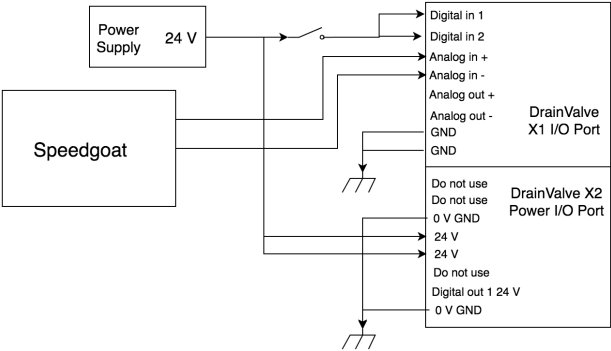 Power
Supply
24 V
Speedgoat
Digital in 1
Digital in 2
Analog in +
Analog in -
Analog out +
Analog out -
GND
GND
DrainValve
X1 I/O Port
Do not use
Do not use
0 V GND
24 V
24 V
Do not use
Digital out 1 24 V
0 V GND
DrainValve X2
Power I/O Port